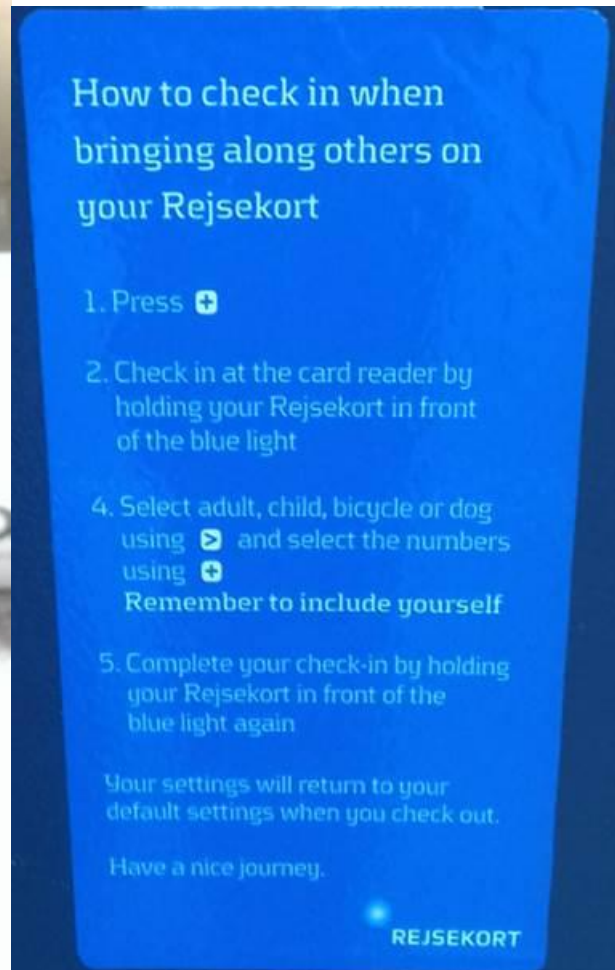 How to check in when
bringing along others on
your Rejsekort
1. Press +
2. Check in at the card reader by
holding your Rejsekort in front
of the blue light
4. Select adult, child, bicycle or dog
using > and select the numbers
using +
Remember to include yourself
5. Complete your check-in by holding
your Rejsekort in front of the
blue light again
Your settings will return to your
default settings when you check out.
Have a nice journey.
REJSEKORT